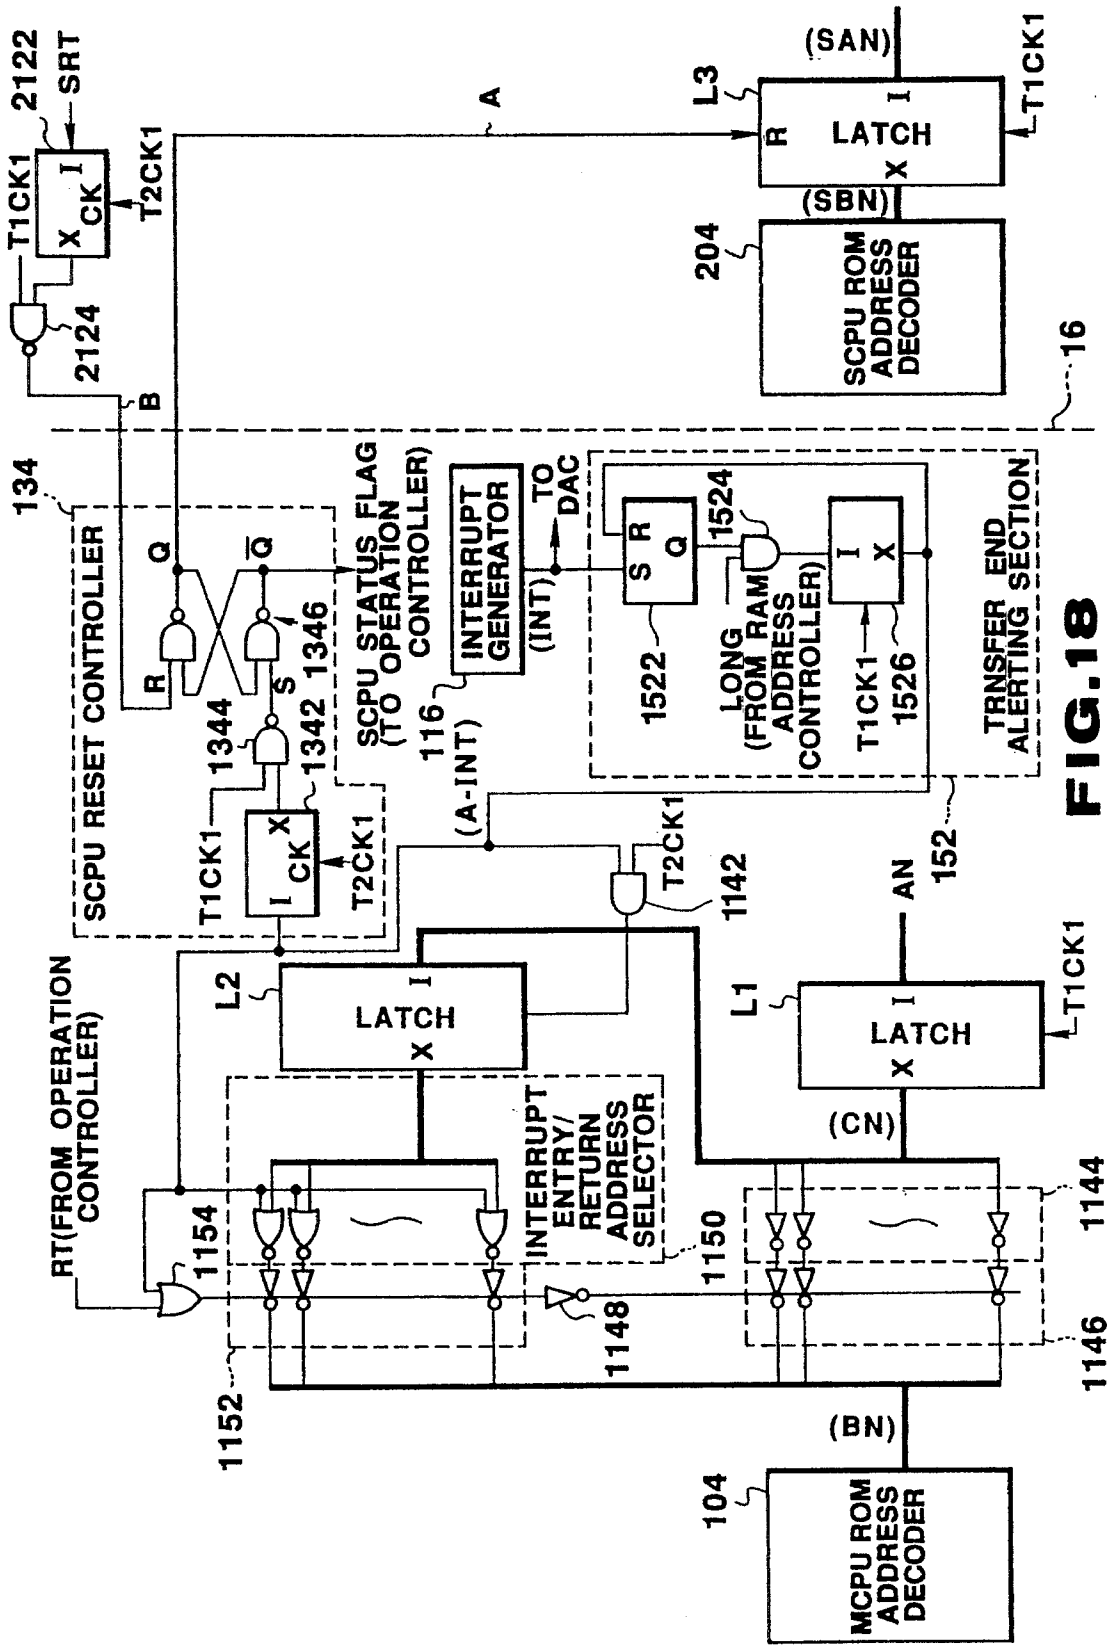 FIG.18
134
SCPU RESET CONTROLLER
T1CK1
2122
SRT
I
X
CK
T2CK1
2124
B
A
Q
Q
R
S
1346
1344
1342
T1CK1
X
I
CK
T2CK1
SCPU STATUS FLAG
(TO OPERATION
CONTROLLER)
116
INTERRUPT
GENERATOR
(INT)
TO
DAC
(A-INT)
T2CK1
1142
1522
S
R
Q
1524
LONG
(FROM RAM
ADDRESS
CONTROLLER)
T1CK1
I
X
1526
TRNSFER END
ALERTING SECTION
152
16
L3
R
LATCH
I
X
(SAN)
T1CK1
(SBN)
204
SCPU ROM
ADDRESS
DECODER
RT(FROM OPERATION
CONTROLLER)
1154
L2
I
LATCH
X
INTERRUPT
ENTRY/
RETURN
ADDRESS
SELECTOR
1150
1152
1148
L1
AN
I
LATCH
X
T1CK1
(CN)
1144
1146
(BN)
104
MCPU ROM
ADDRESS
DECODER